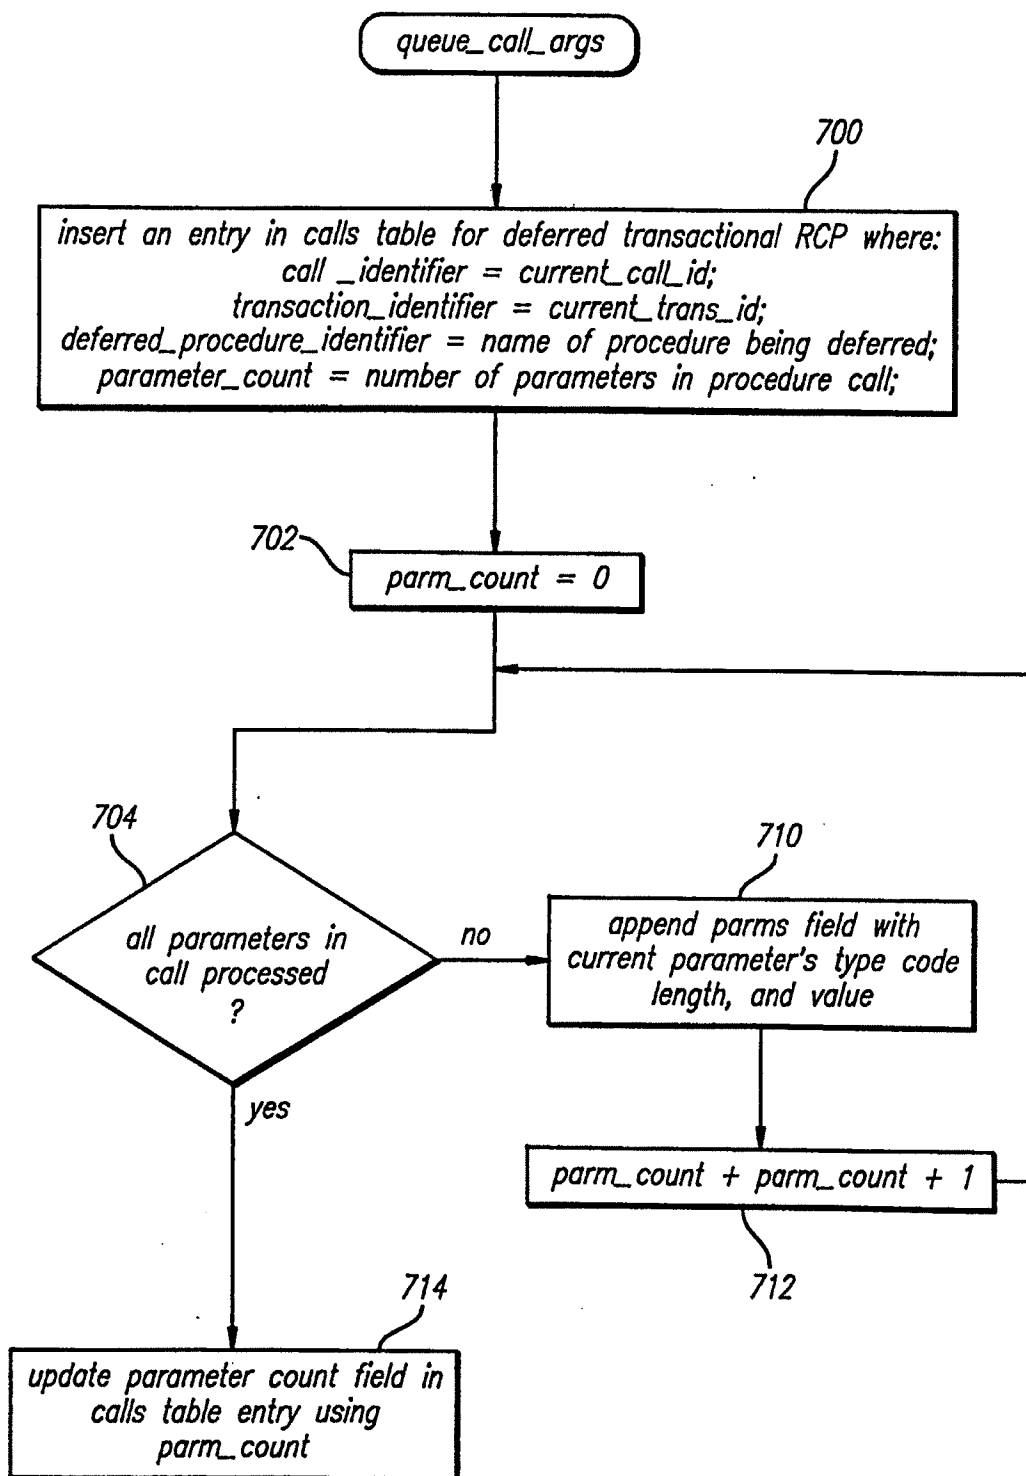 queue_call_args
700
insert an entry in calls table for deferred transactional RCP where:
call _identifier = current_call_id;
transaction_identifier = current_trans_id;
deferred_procedure_identifier = name of procedure being deferred;
parameter_count = number of parameters in procedure call;
702
parm_count = 0
704
all parameters in
call processed
?
no
yes
710
append parms field with
current parameter's type code
length, and value
parm_count + parm_count + 1
712
714
update parameter count field in
calls table entry using
parm_count